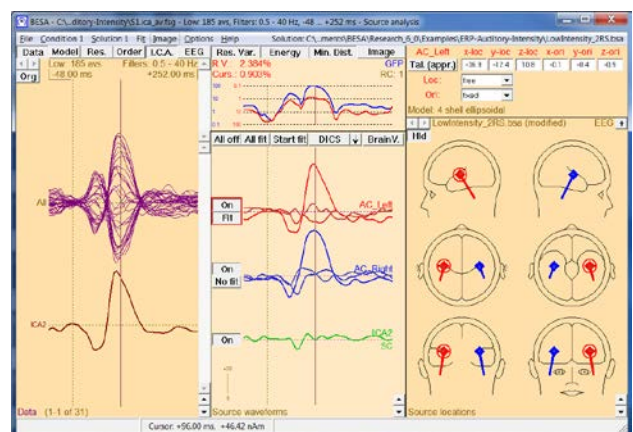 BESA - C:\...ditory-Intensity\S1.ica_av.fsg - Low: 185 avs, Filters: 0.5 - 40 Hz, -48 ... +252 ms - Source analysis
File Condition 1 Solution 1 Fit Image Options Help Solution: C:\...ments\BESA\Research_6_0\Examples\ERP-Auditory-Intensity\LowIntensity_2RS.bsa
Data Model Res. Order I.C.A. EEG Res. Var. Energy Min. Dist. Image AC_Left x-loc y-loc z-loc x-ori y-ori z-ori
Org Low: 185 avs Filters: 0.5 - 40 Hz R.V.: 2.384% GFP Tal. (appr.)
-48.00 ms +252.00 ms Curs.: 0.903% RC: 1 Loc.: free
Ori.: fixed
Model: 4 shell ellipsoidal
All off All fit Start fit DICS BrainV. LowIntensity_2RS.bsa (modified) EEG
Hld
All
On AC_Left
Fit
On AC_Right
No fit
ICA2 On ICA2
SC
Data (1-1 of 31) Source waveforms Source locations
Cursor: +96.00 ms, +46.42 nAm